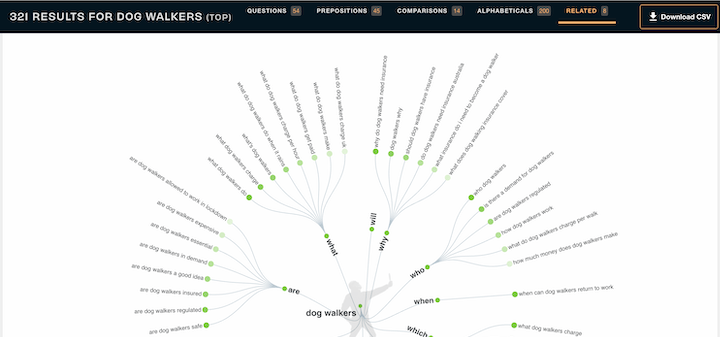 321 RESULTS FOR DOG WALKERS (TOP)
QUESTIONS 54
PREPOSITIONS 45
COMPARISONS 14
ALPHABETICALS 200
RELATED 8
Download CSV
are dog walkers safe
are dog walkers regulated
are dog walkers insured
are dog walkers a good idea
are dog walkers in demand
are dog walkers essential
are dog walkers expensive
are dog walkers allowed to work in lockdown
are
what dog walkers do
what dog walkers charge
what's dog walkers
what do dog walkers do when it rains
what do dog walkers charge per hour
what do dog walkers get paid
what do dog walkers make
what do dog walkers charge uk
what
will
why do dog walkers need insurance
dog walkers why
should dog walkers have insurance
do dog walkers need insurance australia
what insurance do i need to become a dog walker
what does dog walking insurance cover
why
who dog walkers
is there a demand for dog walkers
are dog walkers regulated
how dog walkers work
what do dog walkers charge per walk
how much money does dog walkers make
who
when
when can dog walkers return to work
which
what dog walkers charge
dog walkers